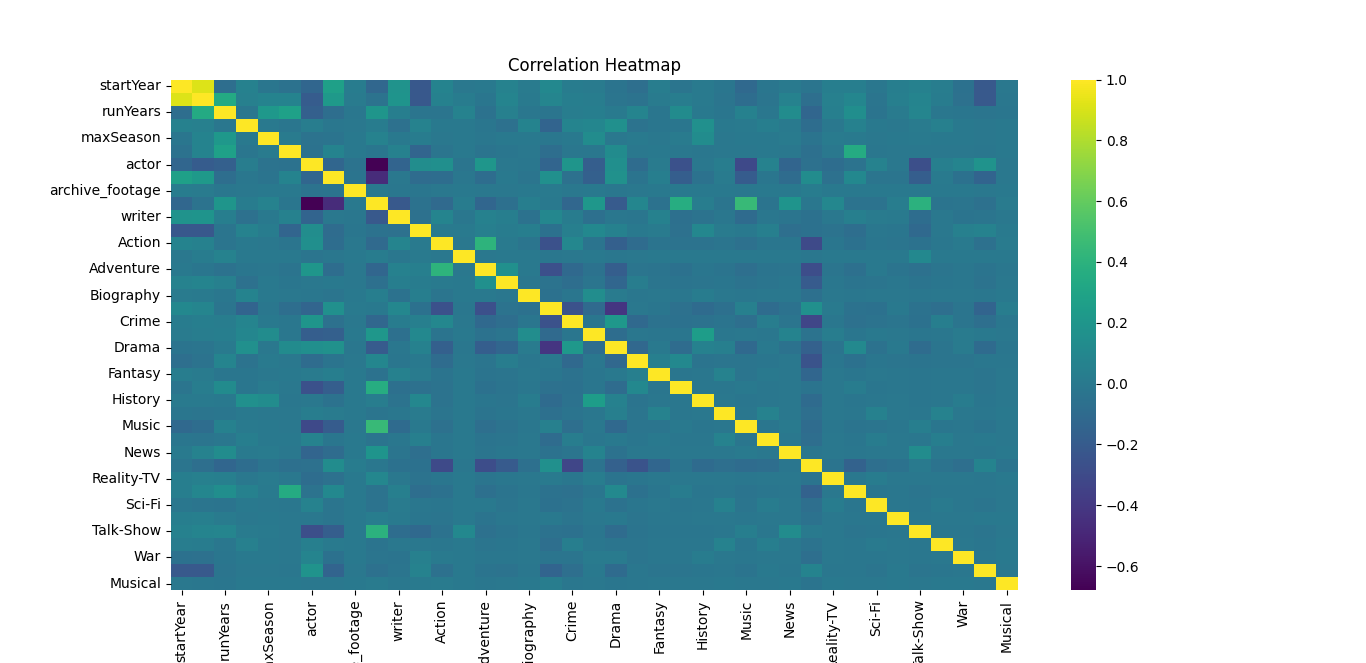 Correlation Heatmap
startYear
runYears
maxSeason
actor
archive_footage
writer
Action
Adventure
Biography
Crime
Drama
Fantasy
History
Music
News
Reality-TV
Sci-Fi
Talk-Show
War
Musical
startYear
runYears
xSeason
actor
_footage
writer
Action
dventure
iography
Crime
Drama
Fantasy
History
Music
News
eality-TV
Sci-Fi
alk-Show
War
Musical
1.0
0.8
0.6
0.4
0.2
0.0
−0.2
−0.4
−0.6